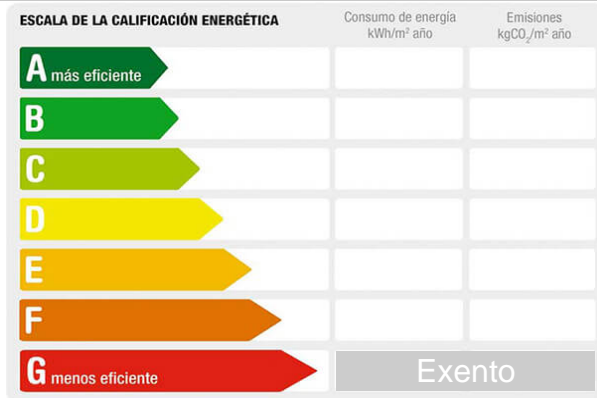 ESCALA DE LA CALIFICACIÓN ENERGÉTICA
Consumo de energía
kWh/m² año
Emisiones
kgCO₂/m² año
A más eficiente
B
C
D
E
F
G menos eficiente
Exento